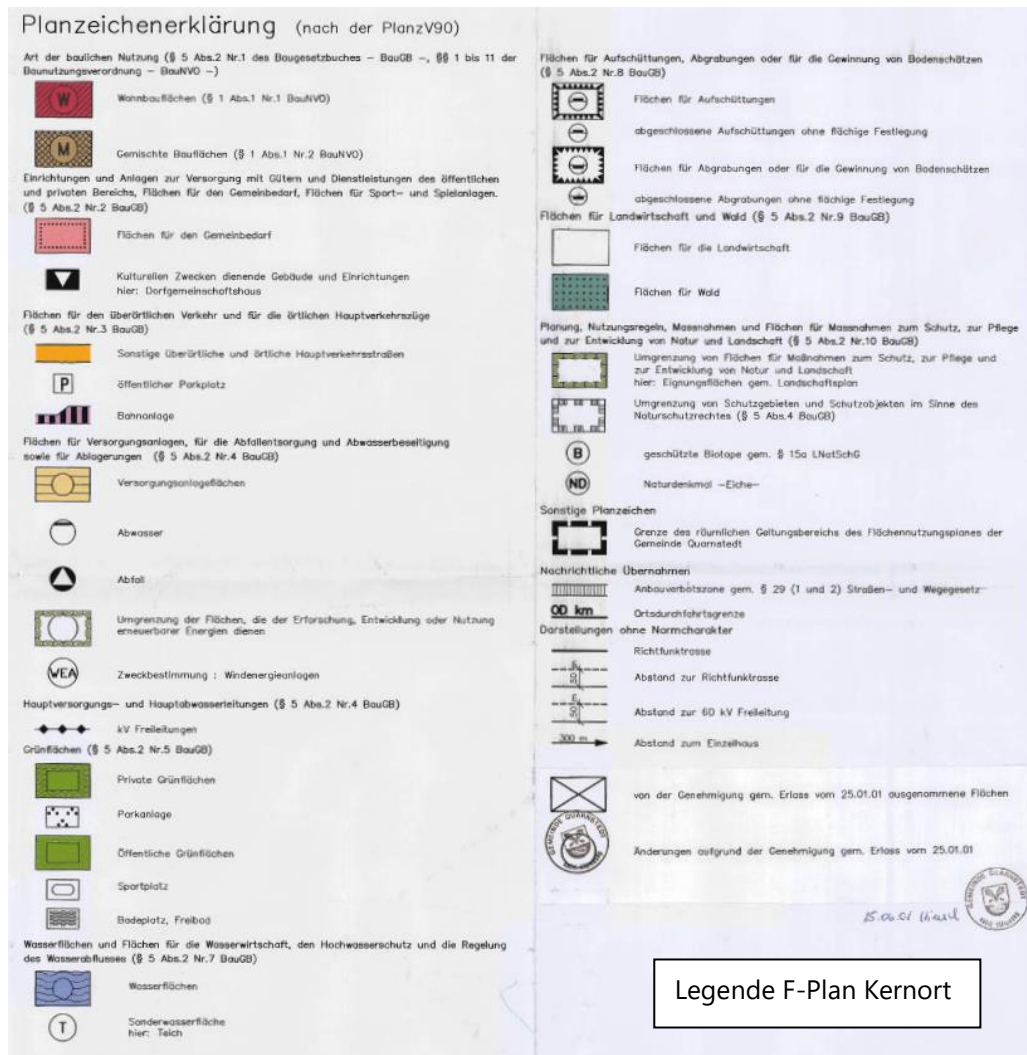 Planzeichenerklärung (nach der PlanzV90)
Art der baulichen Nutzung (§ 5 Abs.2 Nr.1 des Baugesetzbuches – BauGB –, §§ 1 bis 11 der
Baunutzungsverordnung – BauNVO –)
W
Wohnbauflächen (§ 1 Abs.1 Nr.1 BauNVO)
M
Gemischte Bauflächen (§ 1 Abs.1 Nr.2 BauNVO)
Einrichtungen und Anlagen zur Versorgung mit Gütern und Dienstleistungen des öffentlichen
und privaten Bereichs, Flächen für den Gemeinbedarf, Flächen für Sport– und Spielanlagen.
(§ 5 Abs.2 Nr.2 BauGB)
Flächen für den Gemeinbedarf
Kulturellen Zwecken dienende Gebäude und Einrichtungen
hier: Dorfgemeinschaftshaus
Flächen für den überörtlichen Verkehr und für die örtlichen Hauptverkehrszüge
(§ 5 Abs.2 Nr.3 BauGB)
Sonstige überürtliche und örtliche Hauptverkehrsstraßen
P
öffentlicher Parkplatz
Bahnanlage
Flächen für Versorgungsanlagen, für die Abfallentsorgung und Abwasserbeseitigung
sowie für Ablagerungen (§ 5 Abs.2 Nr.4 BauGB)
Versorgungsanlageflächen
Abwasser
Abfall
Umgrenzung der Flächen, die der Erforschung, Entwicklung oder Nutzung
erneuerbarer Energien dienen
WEA
Zweckbestimmung : Windenergieanlagen
Hauptversorgungs– und Hauptabwasserleitungen (§ 5 Abs.2 Nr.4 BauGB)
kV Freileitungen
Grünflächen (§ 5 Abs.2 Nr.5 BauGB)
Private Grünflächen
Parkanlage
Öffentliche Grünflächen
Sportplatz
Badeplatz, Freibad
Wasserflächen und Flächen für die Wasserwirtschaft, den Hochwasserschutz und die Regelung
des Wasserabflusses (§ 5 Abs.2 Nr.7 BauGB)
Wasserflächen
T
Sonderwasserfläche
hier: Teich
Flächen für Aufschüttungen, Abgrabungen oder für die Gewinnung von Bodenschätzen
(§ 5 Abs.2 Nr.8 BauGB)
Flächen für Aufschüttungen
abgeschlossene Aufschüttungen ohne flächige Festlegung
Flächen für Abgrabungen oder für die Gewinnung von Bodenschätzen
abgeschlossene Abgrabungen ohne flächige Festlegung
Flächen für Landwirtschaft und Wald (§ 5 Abs.2 Nr.9 BauGB)
Flächen für die Landwirtschaft
Flächen für Wald
Planung, Nutzungsregeln, Massnahmen und Flächen für Massnahmen zum Schutz, zur Pflege
und zur Entwicklung von Natur und Landschaft (§ 5 Abs.2 Nr.10 BauGB)
Umgrenzung von Flächen für Maßnahmen zum Schutz, zur Pflege und
zur Entwicklung von Natur und Landschaft
hier: Eignungsflächen gem. Landschaftsplan
Umgrenzung von Schutzgebieten und Schutzobjekten im Sinne des
Naturschutzrechtes (§ 5 Abs.4 BauGB)
B
geschützte Biotope gem. § 15a LNatSchG
ND
Naturdenkmal –Eiche–
Sonstige Planzeichen
Grenze des räumlichen Geltungsbereichs des Flächennutzungsplanes der
Gemeinde Quarnstedt
Nachrichtliche Übernahmen
Anbauverbotszone gem. § 29 (1 und 2) Straßen– und Wegegesetz
OD km
Ortsdurchfahrtsgrenze
Darstellungen ohne Normcharakter
Richtfunktrasse
Abstand zur Richtfunktrasse
Abstand zur 60 kV Freileitung
300 m
Abstand zum Einzelhaus
von der Genehmigung gem. Erlass vom 25.01.01 ausgenommene Flächen
GEMEINDE QUARNSTEDT
Änderungen aufgrund der Genehmigung gem. Erlass vom 25.01.01
GEMEINDE QUARNSTEDT
15.06.01
Legende F-Plan Kernort